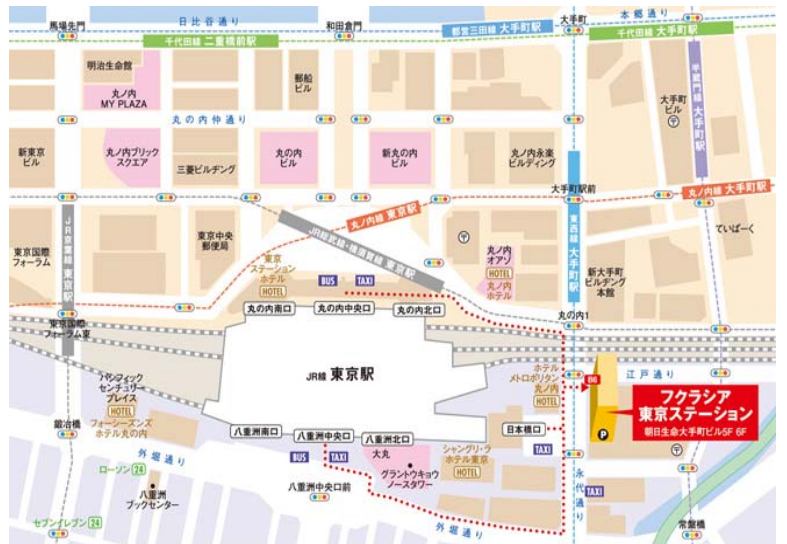 日比谷通り
本郷通り
馬場先門
和田倉門
大手町
千代田線 二重橋前駅
都営三田線 大手町駅
千代田線 大手町駅
半蔵門線 大手町駅
明治生命館
丸ノ内
MY PLAZA
郵船
ビル
大手町
ビル
〒
丸の内仲通り
新東京
ビル
丸ノ内ブリック
スクエア
三菱ビルヂング
丸の内
ビル
新丸の内
ビル
丸ノ内永楽
ビルディング
大手町駅前
丸ノ内線 大手町駅
丸ノ内線 東京駅
東西線 大手町駅
JR京葉線 東京駅
JR総武線・横須賀線 東京駅
東京国際
フォーラム
東京中央
郵便局
〒
ていぱーく
東京
ステーション
ホテル
HOTEL
丸ノ内
オアゾ
HOTEL
丸ノ内
ホテル
新大手町
ビルヂング
本館
BUS
TAXI
丸の内南口
丸の内中央口
丸の内北口
丸の内1
東京国際
フォーラム東
JR線 東京駅
江戸通り
パシフィック
センチュリー
プレイス
HOTEL
フォーシーズンズ
ホテル丸の内
ホテル
メトロポリタン
丸ノ内
HOTEL
B6
フクラシア
東京ステーション
朝日生命大手町ビル5F 6F
P
鍛冶橋
八重洲南口
八重洲中央口
八重洲北口
日本橋口
TAXI
外堀通り
BUS
TAXI
大丸
グラントウキョウ
ノースタワー
シャングリ・ラ
ホテル東京
HOTEL
ローソン 24
八重洲
ブックセンター
八重洲中央口前
永代通り
TAXI
セブンイレブン 24
外堀通り
常盤橋